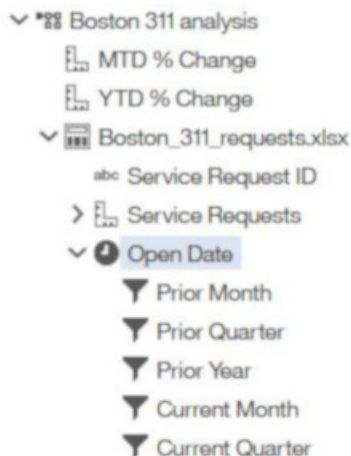 Boston 311 analysis
MTD % Change
YTD % Change
Boston_311_requests.xlsx
abc Service Request ID
Service Requests
Open Date
Prior Month
Prior Quarter
Prior Year
Current Month
Current Quarter